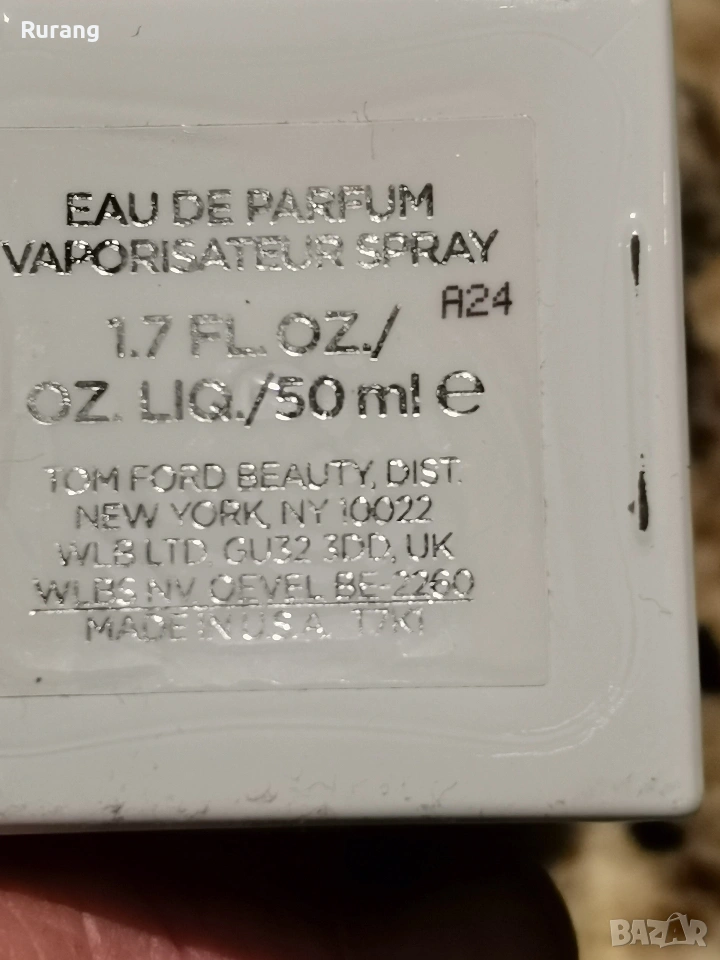 Rurang
EAU DE PARFUM
VAPORISATEUR SPRAY
A24
1.7 FL. OZ./
OZ. LIQ./50 ml ℮
TOM FORD BEAUTY, DIST.
NEW YORK, NY 10022
WLB LTD. GU32 3DD, UK
WLBS NV OEVEL BE-2260
MADE IN U.S.A.
BAZAR